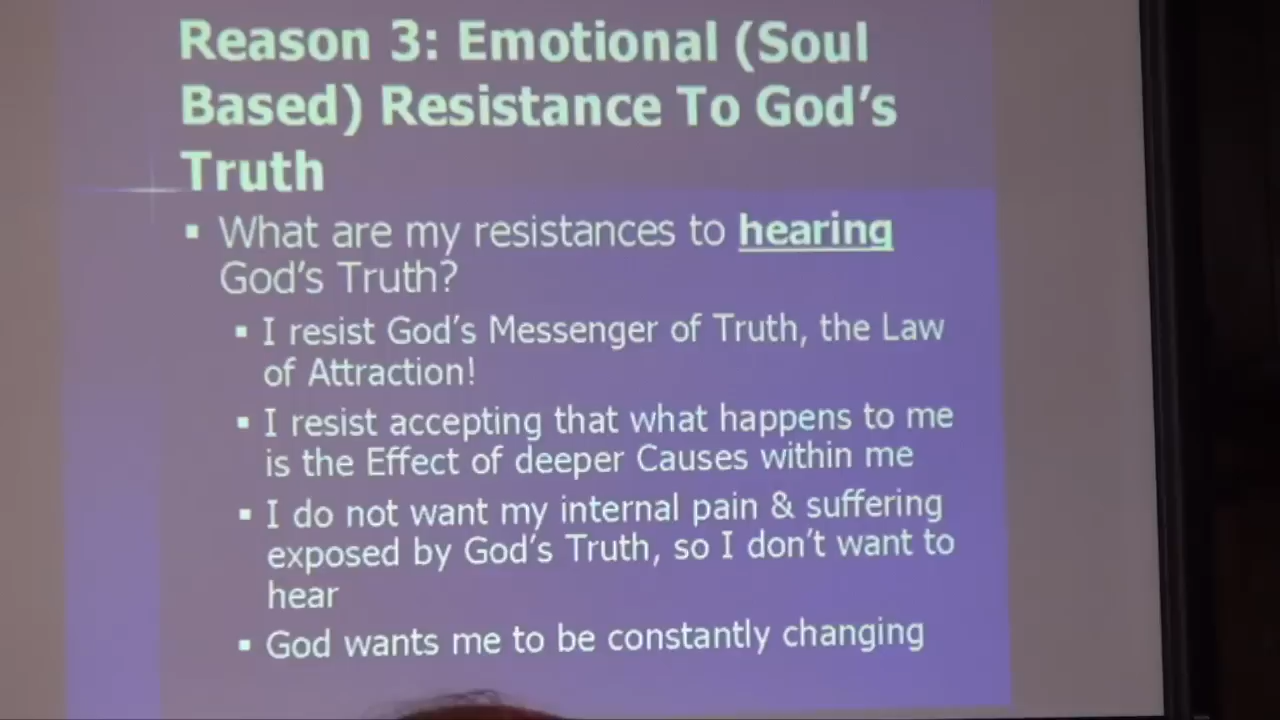 Reason 3: Emotional (Soul
Based) Resistance To God's
Truth
▪ What are my resistances to hearing
God's Truth?
▪ I resist God's Messenger of Truth, the Law
of Attraction!
▪ I resist accepting that what happens to me
is the Effect of deeper Causes within me
▪ I do not want my internal pain & suffering
exposed by God's Truth, so I don't want to
hear
▪ God wants me to be constantly changing